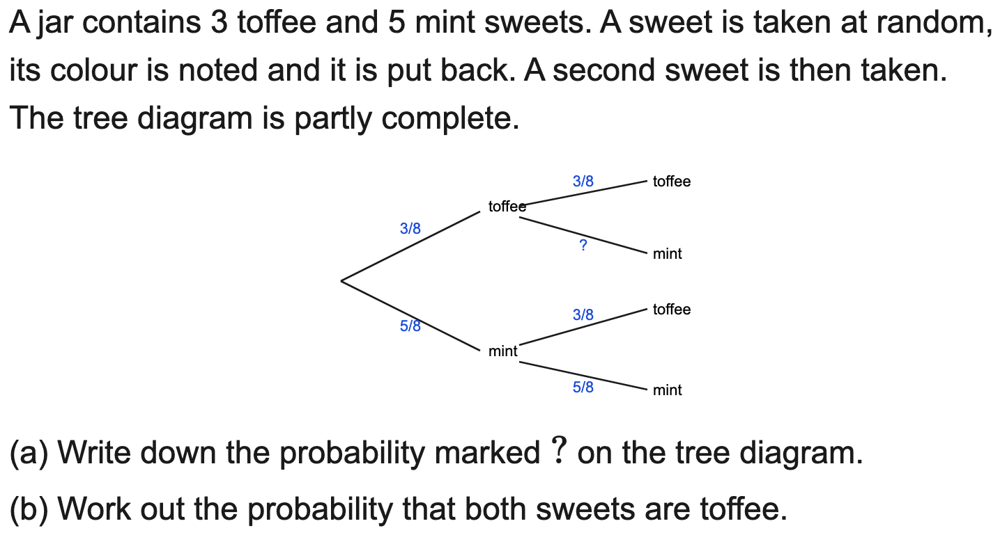 A jar contains 3 toffee and 5 mint sweets. A sweet is taken at random,
its colour is noted and it is put back. A second sweet is then taken.
The tree diagram is partly complete.
3/8
toffee
toffee
3/8
?
mint
3/8
toffee
5/8
mint
5/8
mint
(a) Write down the probability marked ? on the tree diagram.
(b) Work out the probability that both sweets are toffee.